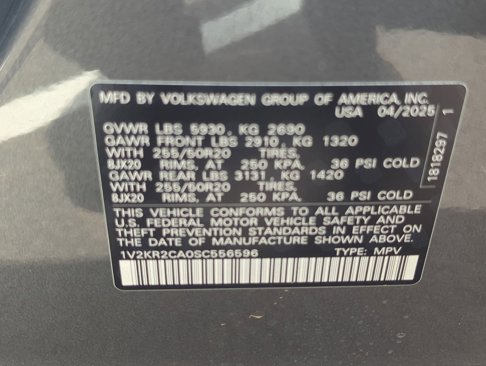 MFD BY VOLKSWAGEN GROUP OF AMERICA, INC.
USA 04/2025
GVWR LBS 5930, KG 2690
GAWR FRONT LBS 2910, KG 1320
WITH 255/50R20 TIRES,
8JX20 RIMS, AT 250 KPA, 36 PSI COLD
GAWR REAR LBS 3131, KG 1420
WITH 255/50R20 TIRES,
8JX20 RIMS, AT 250 KPA, 36 PSI COLD
THIS VEHICLE CONFORMS TO ALL APPLICABLE
U.S. FEDERAL MOTOR VEHICLE SAFETY AND
THEFT PREVENTION STANDARDS IN EFFECT ON
THE DATE OF MANUFACTURE SHOWN ABOVE.
1V2KR2CA0SC556596 TYPE: MPV
1818297 1